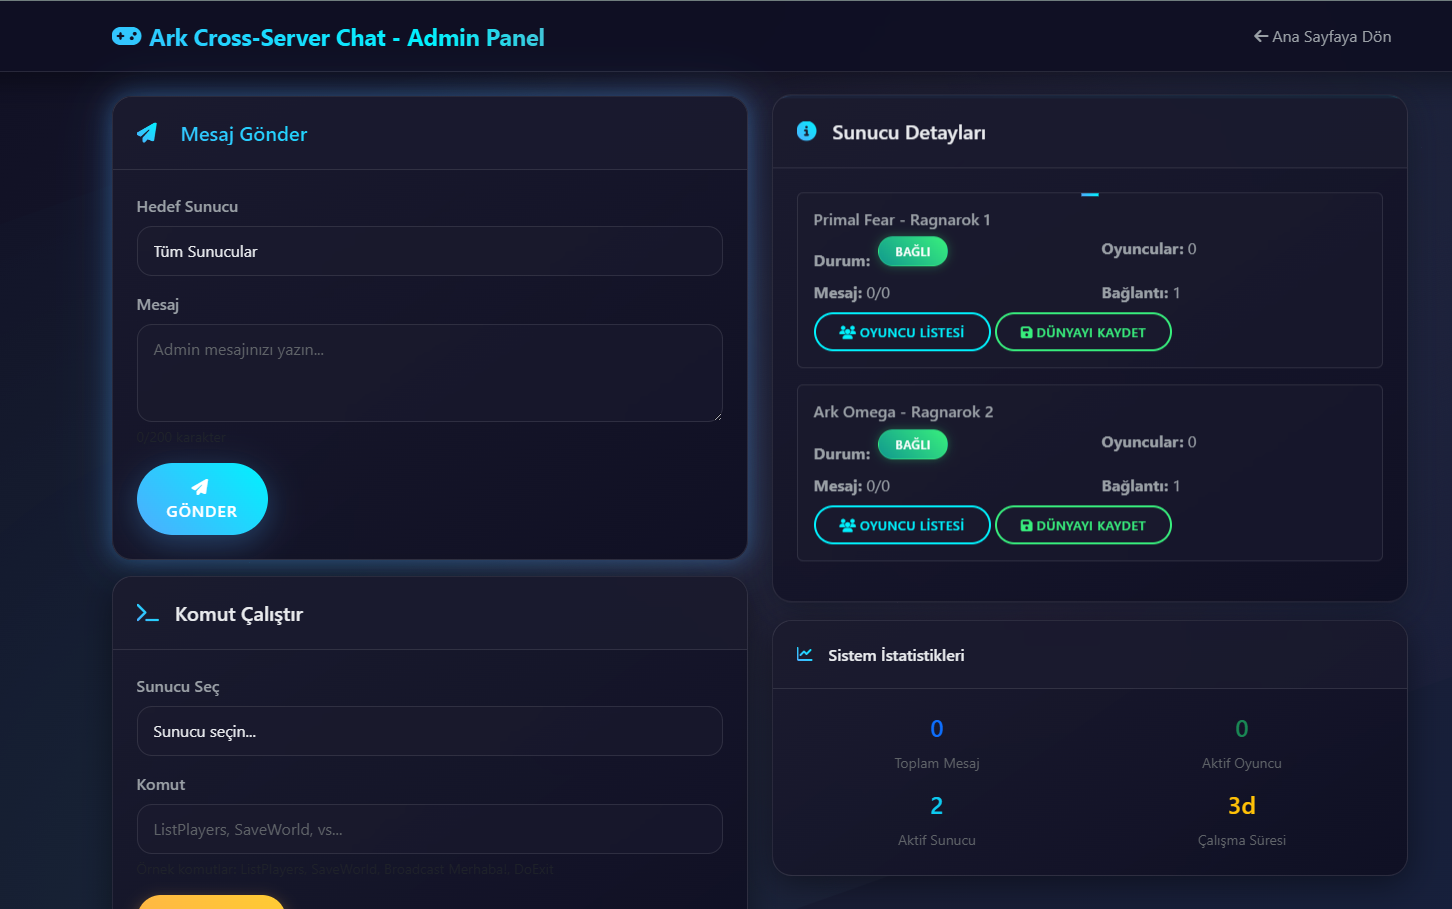 Ark Cross-Server Chat - Admin Panel
Ana Sayfaya Dön
Mesaj Gönder
Hedef Sunucu
Tüm Sunucular
Mesaj
Admin mesajınızı yazın...
0/200 karakter
GÖNDER
Komut Çalıştır
Sunucu Seç
Sunucu seçin...
Komut
ListPlayers, SaveWorld, vs...
Örnek komutlar: ListPlayers, SaveWorld, Broadcast Merhaba!, DoExit
Sunucu Detayları
Primal Fear - Ragnarok 1
Durum: BAĞLI Oyuncular: 0
Mesaj: 0/0 Bağlantı: 1
OYUNCU LİSTESİ DÜNYAYI KAYDET
Ark Omega - Ragnarok 2
Durum: BAĞLI Oyuncular: 0
Mesaj: 0/0 Bağlantı: 1
OYUNCU LİSTESİ DÜNYAYI KAYDET
Sistem İstatistikleri
0 0
Toplam Mesaj Aktif Oyuncu
2 3d
Aktif Sunucu Çalışma Süresi